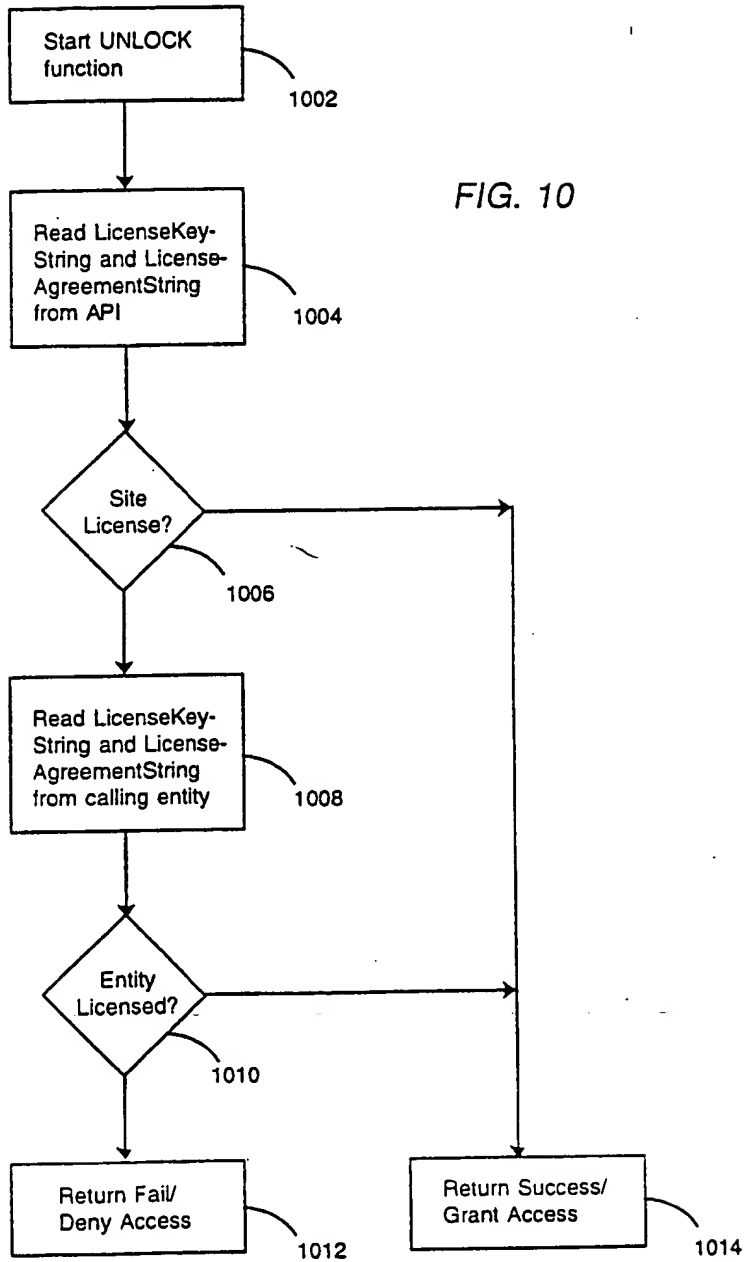 Start UNLOCK
function
1002
FIG. 10
Read LicenseKey-
String and License-
AgreementString
from API
1004
Site
License?
1006
Read LicenseKey-
String and License-
AgreementString
from calling entity
1008
Entity
Licensed?
1010
Return Fail/
Deny Access
1012
Return Success/
Grant Access
1014